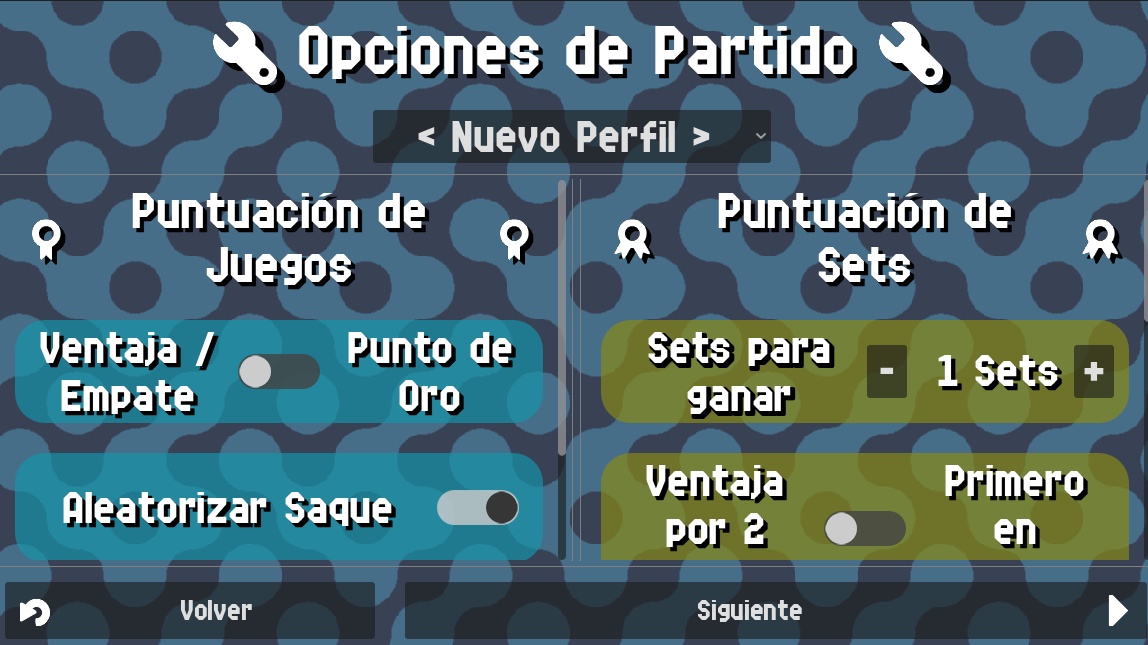 Opciones de Partido
< Nuevo Perfil >
Puntuación de
Juegos
Ventaja /
Empate
Punto de
Oro
Aleatorizar Saque
Puntuación de
Sets
Sets para
ganar
-
1 Sets
+
Ventaja
por 2
Primero
en
Volver
Siguiente